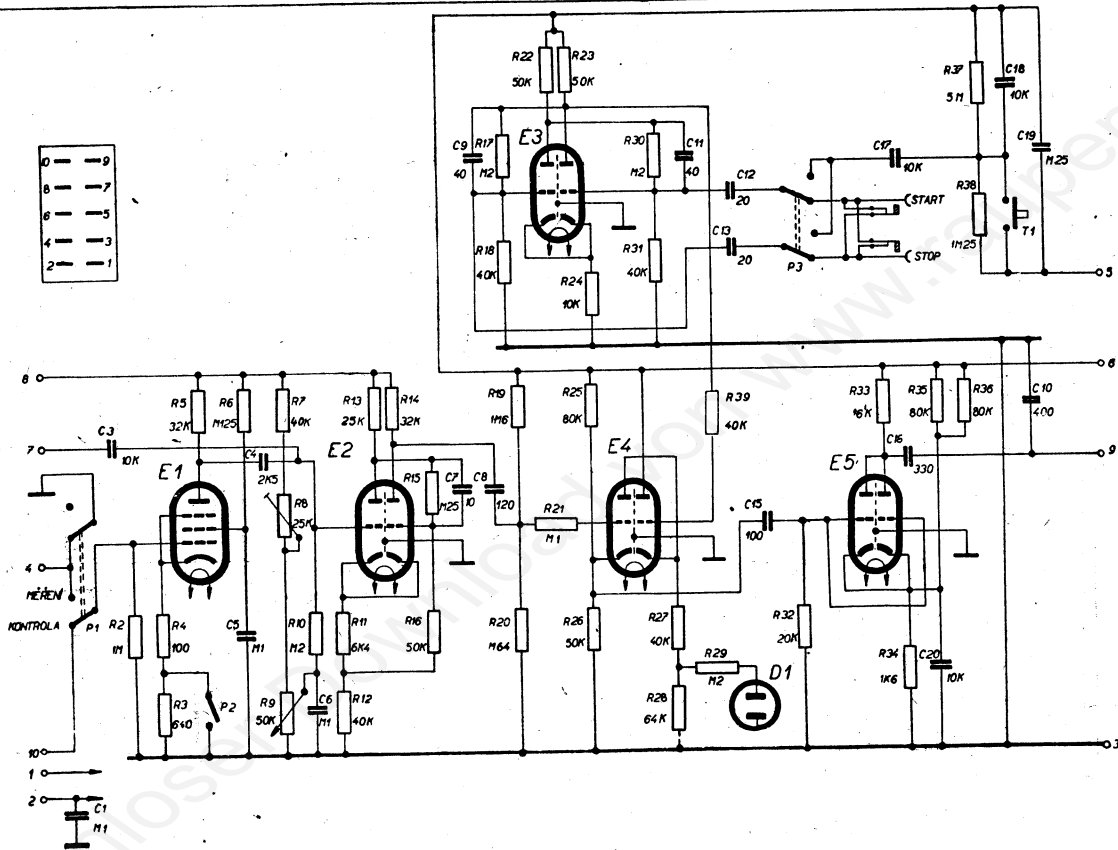 R22
50K
R23
50K
R37
5M
C18
10K
C19
M25
10 9
8 7
6 5
4 3
2 1
C9
40
R17
M2
E3
R30
M2
C11
40
C12
20
C17
10K
R38
1M25
START
T1
STOP
P3
R18
40K
C13
20
R31
40K
R24
10K
5
6
8
R5
32K
R6
M125
R7
40K
R13
25K
R14
32K
R19
1M6
R25
80K
R39
40K
R33
16K
R35
80K
R36
80K
C10
400
7
C3
10K
E1
C4
2K5
E2
R15
M25
C7
10
C8
120
E4
E5
C16
330
9
R8
25K
R21
M1
C15
100
4
MĚŘENÍ
KONTROLA
P1
R2
1M
R4
100
C5
M1
R10
M2
R11
6K4
R16
50K
R20
M64
R26
50K
R27
40K
R32
20K
R34
1K6
C20
10K
R29
M2
D1
R3
640
P2
R9
50K
C6
M1
R12
40K
R28
64K
10
3
1
2
C1
M1
download von www.